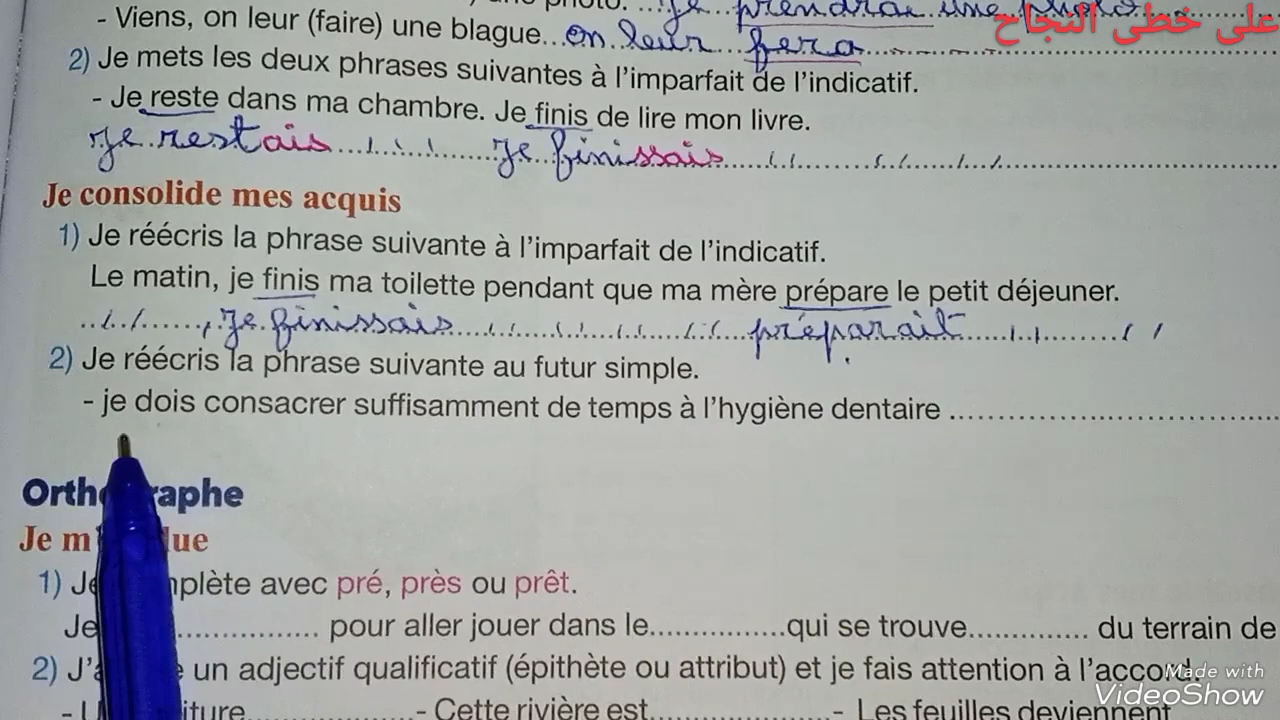 photo. Je prendrai une photo
على خطى النجاح
- Viens, on leur (faire) une blague... on leur fera
2) Je mets les deux phrases suivantes à l'imparfait de l'indicatif.
- Je reste dans ma chambre. Je finis de lire mon livre.
Je restais Je finissais
Je consolide mes acquis
1) Je réécris la phrase suivante à l'imparfait de l'indicatif.
Le matin, je finis ma toilette pendant que ma mère prépare le petit déjeuner.
, Je finissais préparait
2) Je réécris la phrase suivante au futur simple.
- je dois consacrer suffisamment de temps à l'hygiène dentaire ...
Je m
1) J plète avec pré, près ou prêt.
Je ... pour aller jouer dans le...qui se trouve... du terrain de
2) J' un adjectif qualificatif (épithète ou attribut) et je fais attention à l'accord.
- Cette rivière est... - Les feuilles deviennent
Made with
VideoShow